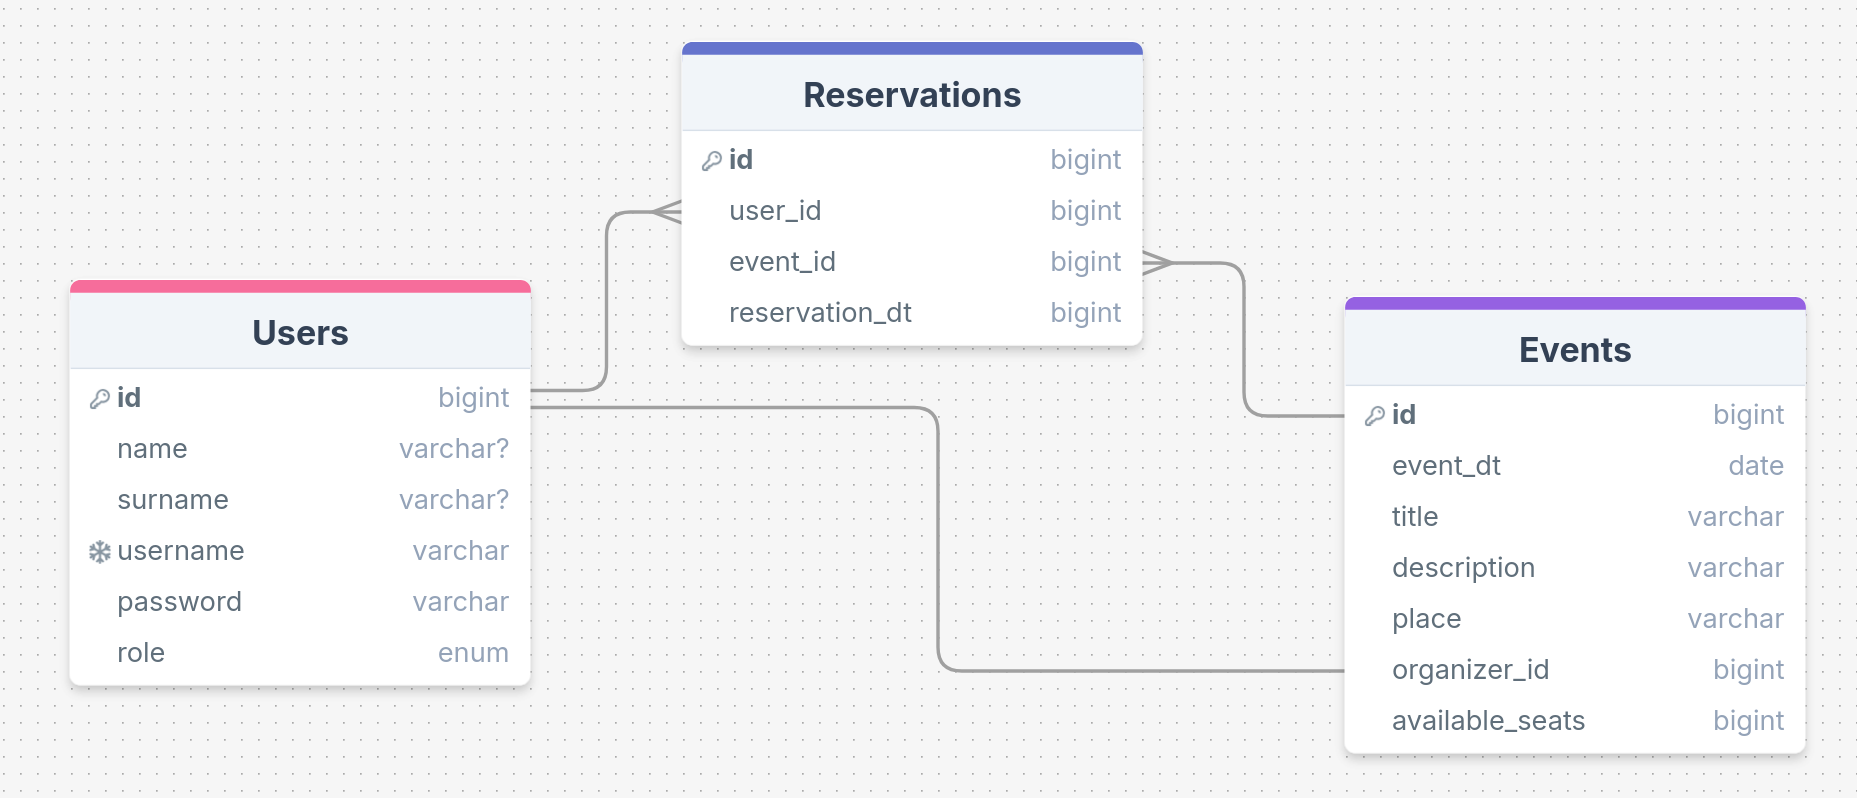 Reservations
id bigint
user_id bigint
event_id bigint
reservation_dt bigint
Users
id bigint
name varchar?
surname varchar?
username varchar
password varchar
role enum
Events
id bigint
event_dt date
title varchar
description varchar
place varchar
organizer_id bigint
available_seats bigint